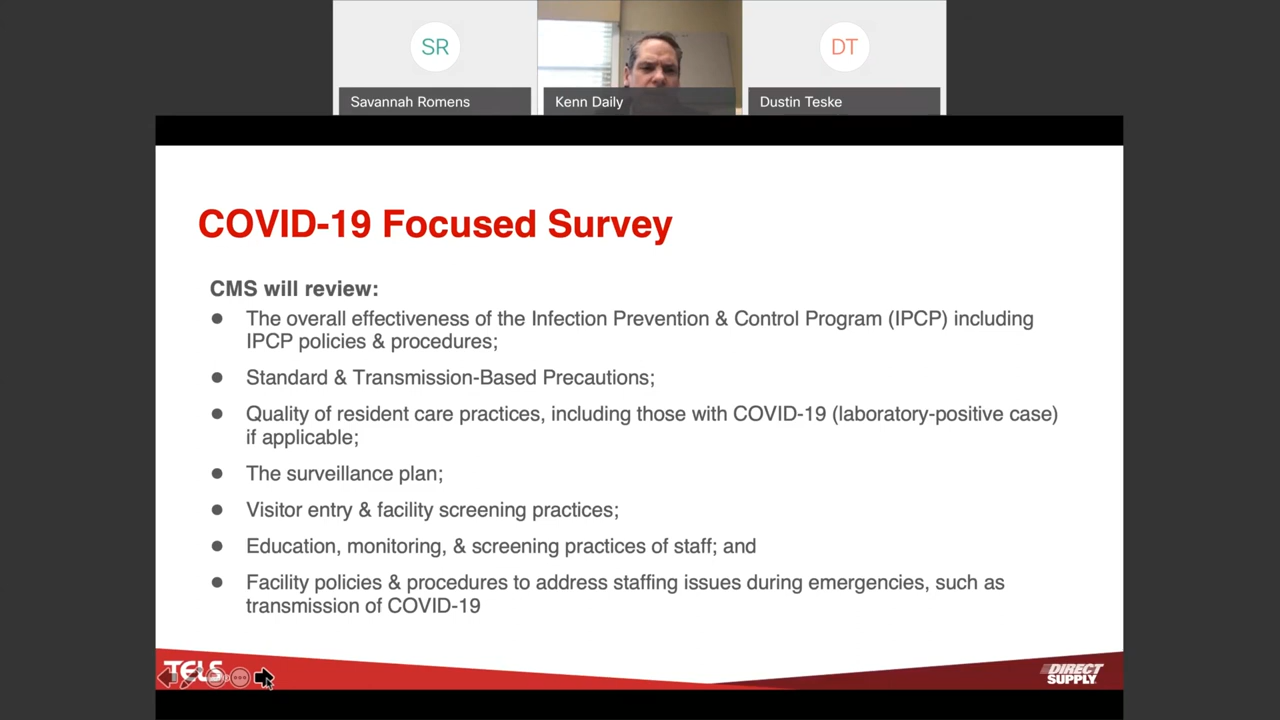 SR
DT
Savannah Romens
Kenn Daily
Dustin Teske
COVID-19 Focused Survey
CMS will review:
● The overall effectiveness of the Infection Prevention & Control Program (IPCP) including
IPCP policies & procedures;
● Standard & Transmission-Based Precautions;
● Quality of resident care practices, including those with COVID-19 (laboratory-positive case)
if applicable;
● The surveillance plan;
● Visitor entry & facility screening practices;
● Education, monitoring, & screening practices of staff; and
● Facility policies & procedures to address staffing issues during emergencies, such as
transmission of COVID-19
TELS
DIRECT
SUPPLY